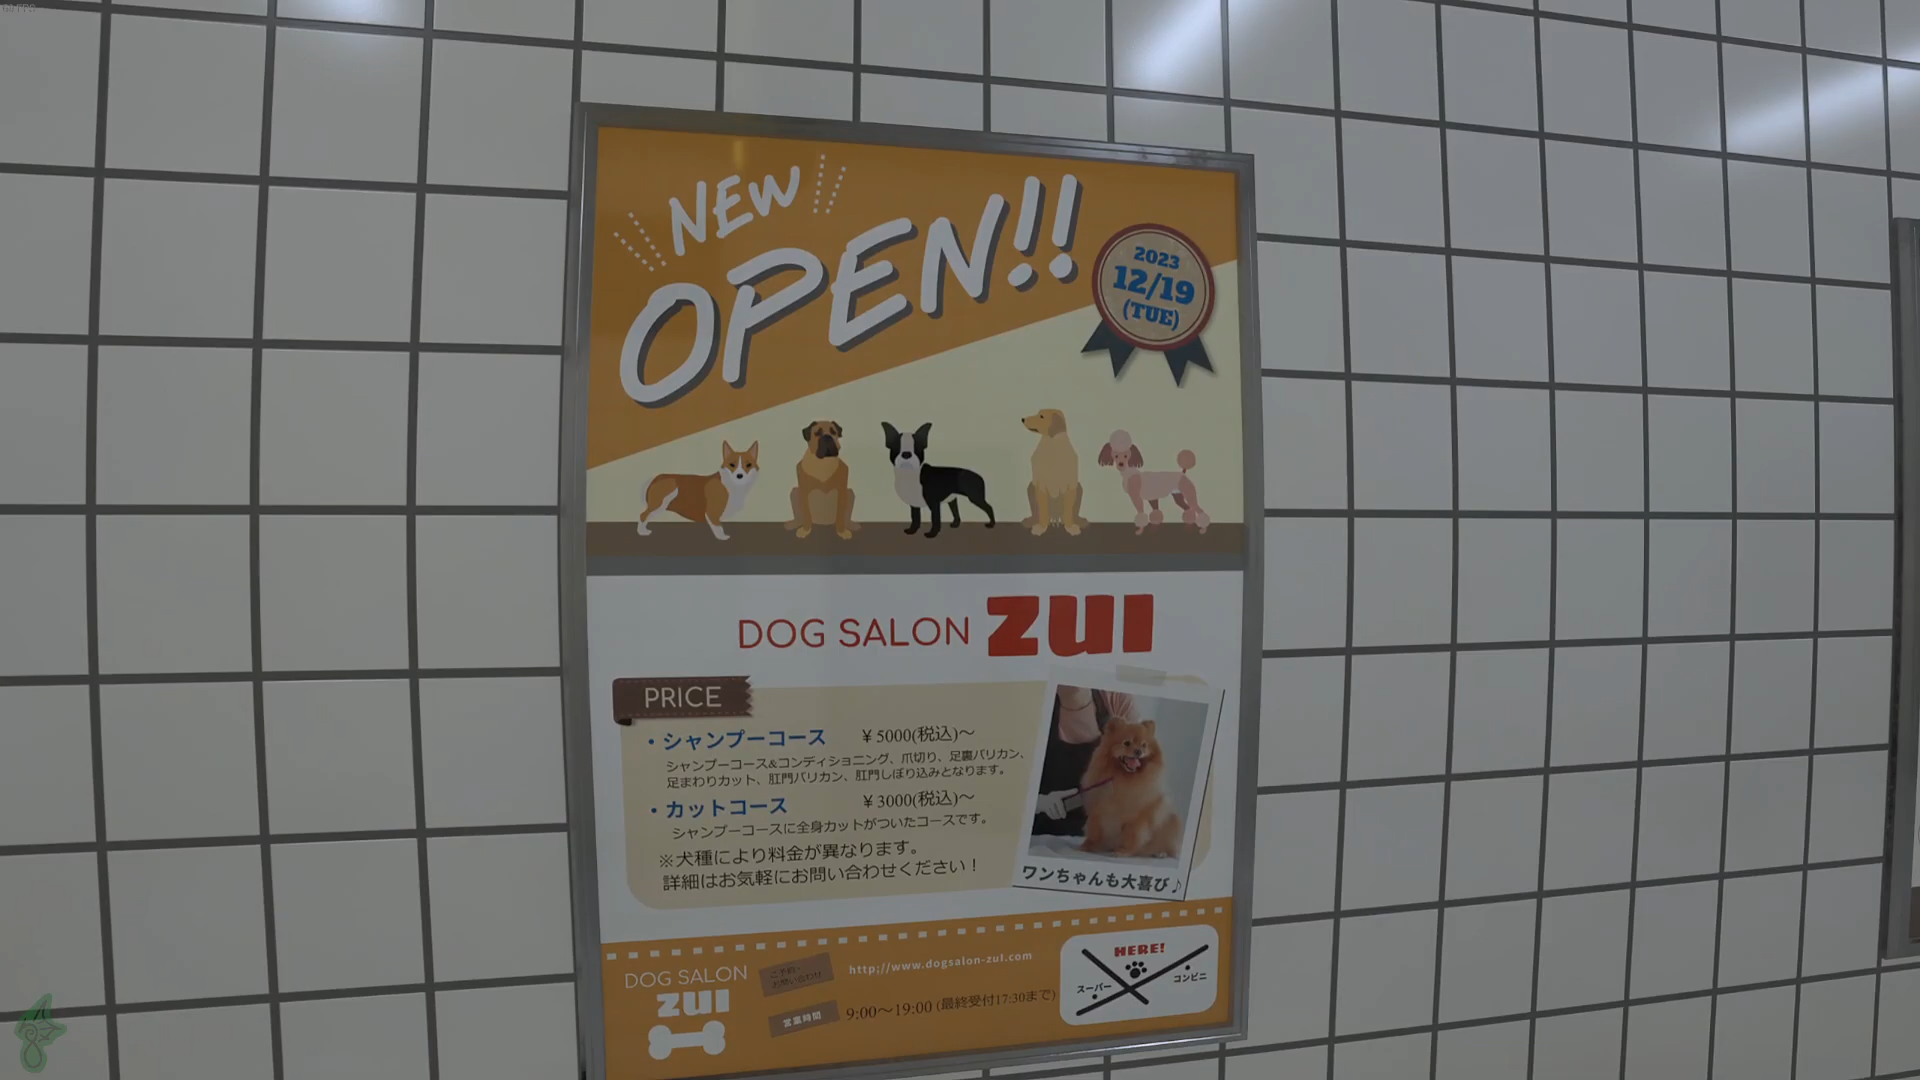 NEW
OPEN!!
2023
12/19
(TUE)
DOG SALON ZUI
PRICE
・シャンプーコース ￥5000(税込)～
シャンプーコース&コンディショニング、爪切り、足裏バリカン、
足まわりカット、肛門バリカン、肛門しぼり込みとなります。
・カットコース ￥3000(税込)～
シャンプーコースに全身カットがついたコースです。
※犬種により料金が異なります。
詳細はお気軽にお問い合わせください！
ワンちゃんも大喜び♪
DOG SALON
ZUI
ご予約・
お問い合わせ
http;//www.dogsalon-zuI.com
営業時間
9:00～19:00 (最終受付17:30まで)
HERE!
スーパー
コンビニ